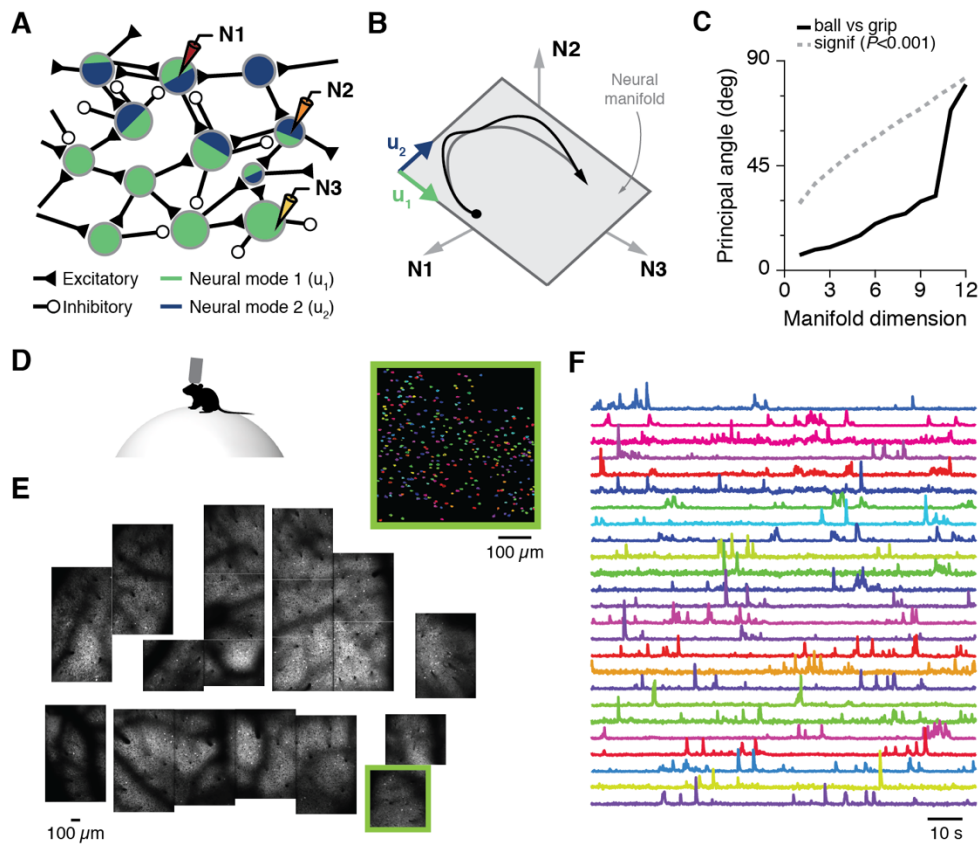 A
N1
N2
N3
Excitatory
Inhibitory
Neural mode 1 (u1)
Neural mode 2 (u2)
B
N2
Neural
manifold
u2
u1
N1
N3
C
ball vs grip
signif (P<0.001)
Principal angle (deg)
90
45
0
0 3 6 9 12
Manifold dimension
D
100 µm
E
100 µm
F
10 s